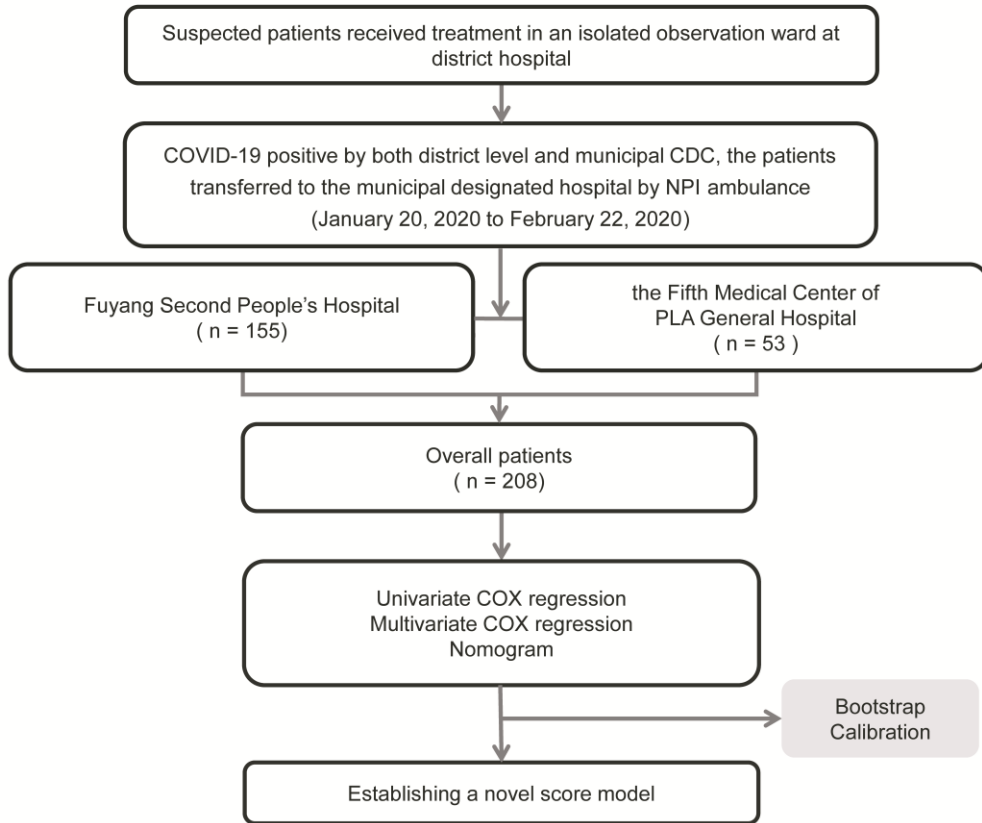 Suspected patients received treatment in an isolated observation ward at
district hospital
COVID-19 positive by both district level and municipal CDC, the patients
transferred to the municipal designated hospital by NPI ambulance
(January 20, 2020 to February 22, 2020)
Fuyang Second People's Hospital
( n = 155)
the Fifth Medical Center of
PLA General Hospital
( n = 53 )
Overall patients
( n = 208)
Univariate COX regression
Multivariate COX regression
Nomogram
Bootstrap
Calibration
Establishing a novel score model